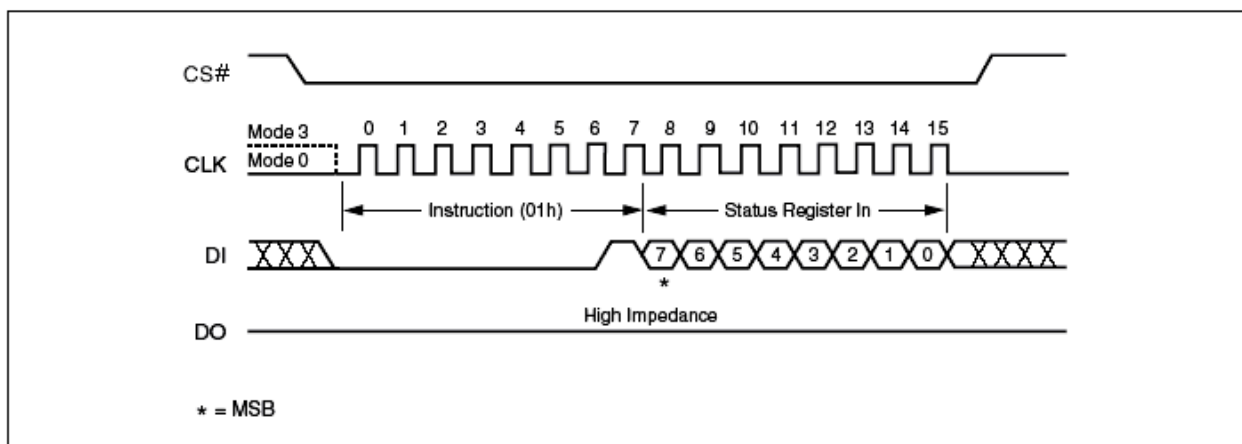 CS#
Mode 3 0 1 2 3 4 5 6 7 8 9 10 11 12 13 14 15
CLK Mode 0
Instruction (01h) Status Register In
DI 7 6 5 4 3 2 1 0
*
High Impedance
DO
* = MSB